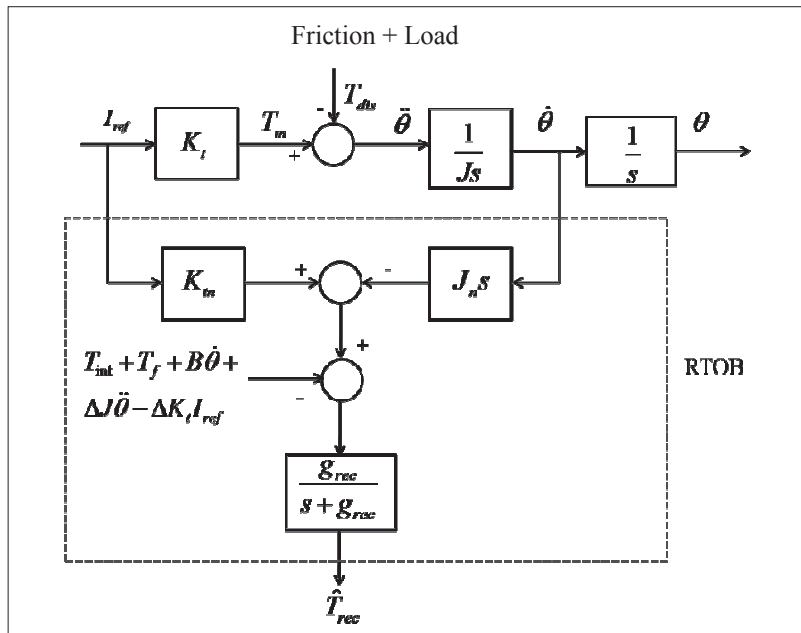 Friction + Load
I_ref
K_t
T_m
+
-
T_dis
θ̈
1
Js
θ̇
1
s
θ
K_tn
+
-
J_n s
T_int + T_f + Bθ̇ +
ΔJθ̈ − ΔK_t I_ref
+
-
RTOB
g_rec
s + g_rec
T̂_rec